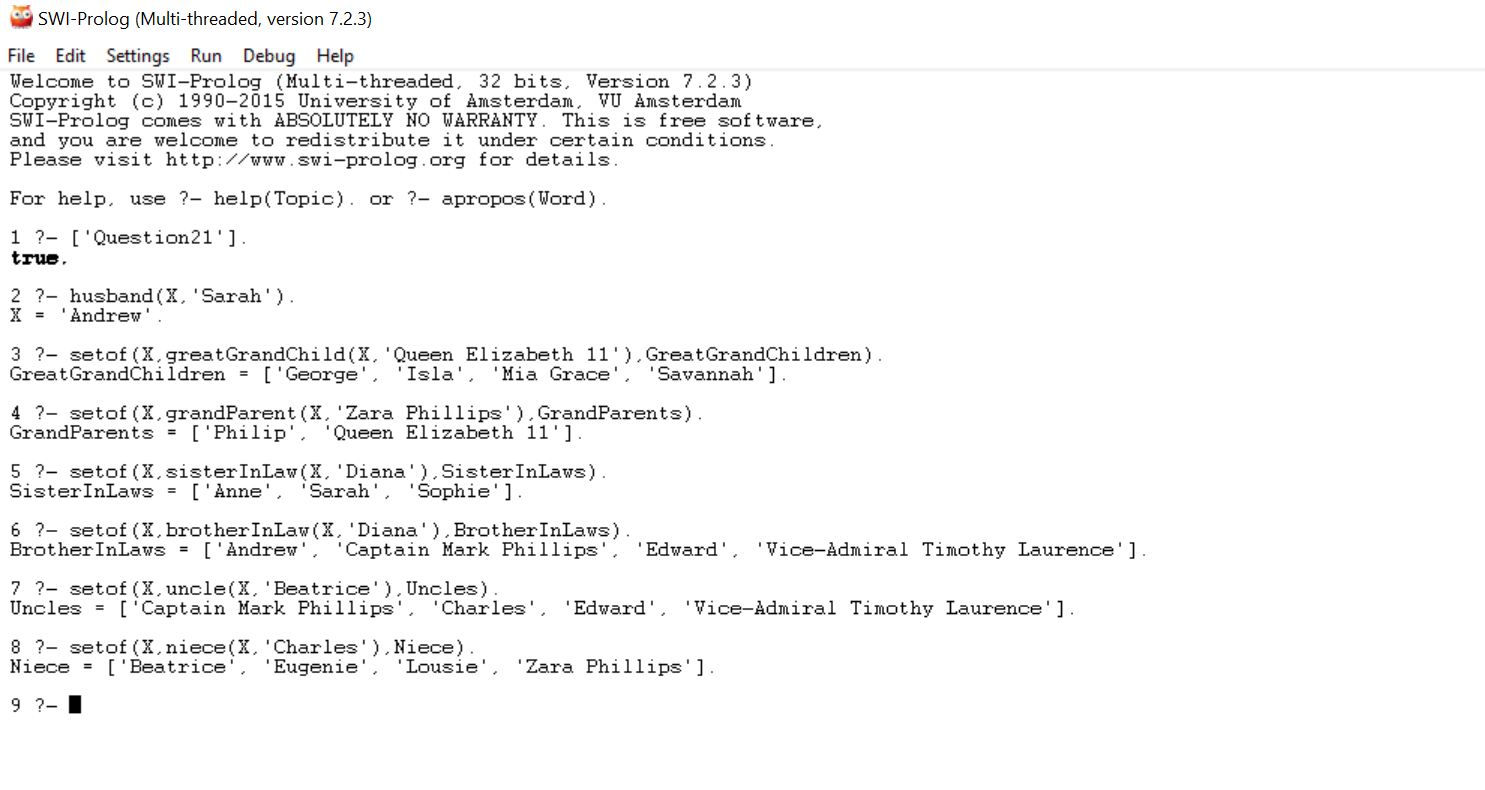 SWI-Prolog (Multi-threaded, version 7.2.3)
File Edit Settings Run Debug Help
Welcome to SWI-Prolog (Multi-threaded, 32 bits, Version 7.2.3)
Copyright (c) 1990-2015 University of Amsterdam, VU Amsterdam
SWI-Prolog comes with ABSOLUTELY NO WARRANTY. This is free software,
and you are welcome to redistribute it under certain conditions.
Please visit http://www.swi-prolog.org for details.
For help, use ?- help(Topic). or ?- apropos(Word).
1 ?- ['Question21'].
true.
2 ?- husband(X,'Sarah').
X = 'Andrew'.
3 ?- setof(X,greatGrandChild(X,'Queen Elizabeth 11'),GreatGrandChildren).
GreatGrandChildren = ['George', 'Isla', 'Mia Grace', 'Savannah'].
4 ?- setof(X,grandParent(X,'Zara Phillips'),GrandParents).
GrandParents = ['Philip', 'Queen Elizabeth 11'].
5 ?- setof(X,sisterInLaw(X,'Diana'),SisterInLaws).
SisterInLaws = ['Anne', 'Sarah', 'Sophie'].
6 ?- setof(X,brotherInLaw(X,'Diana'),BrotherInLaws).
BrotherInLaws = ['Andrew', 'Captain Mark Phillips', 'Edward', 'Vice-Admiral Timothy Laurence'].
7 ?- setof(X,uncle(X,'Beatrice'),Uncles).
Uncles = ['Captain Mark Phillips', 'Charles', 'Edward', 'Vice-Admiral Timothy Laurence'].
8 ?- setof(X,niece(X,'Charles'),Niece).
Niece = ['Beatrice', 'Eugenie', 'Lousie', 'Zara Phillips'].
9 ?-